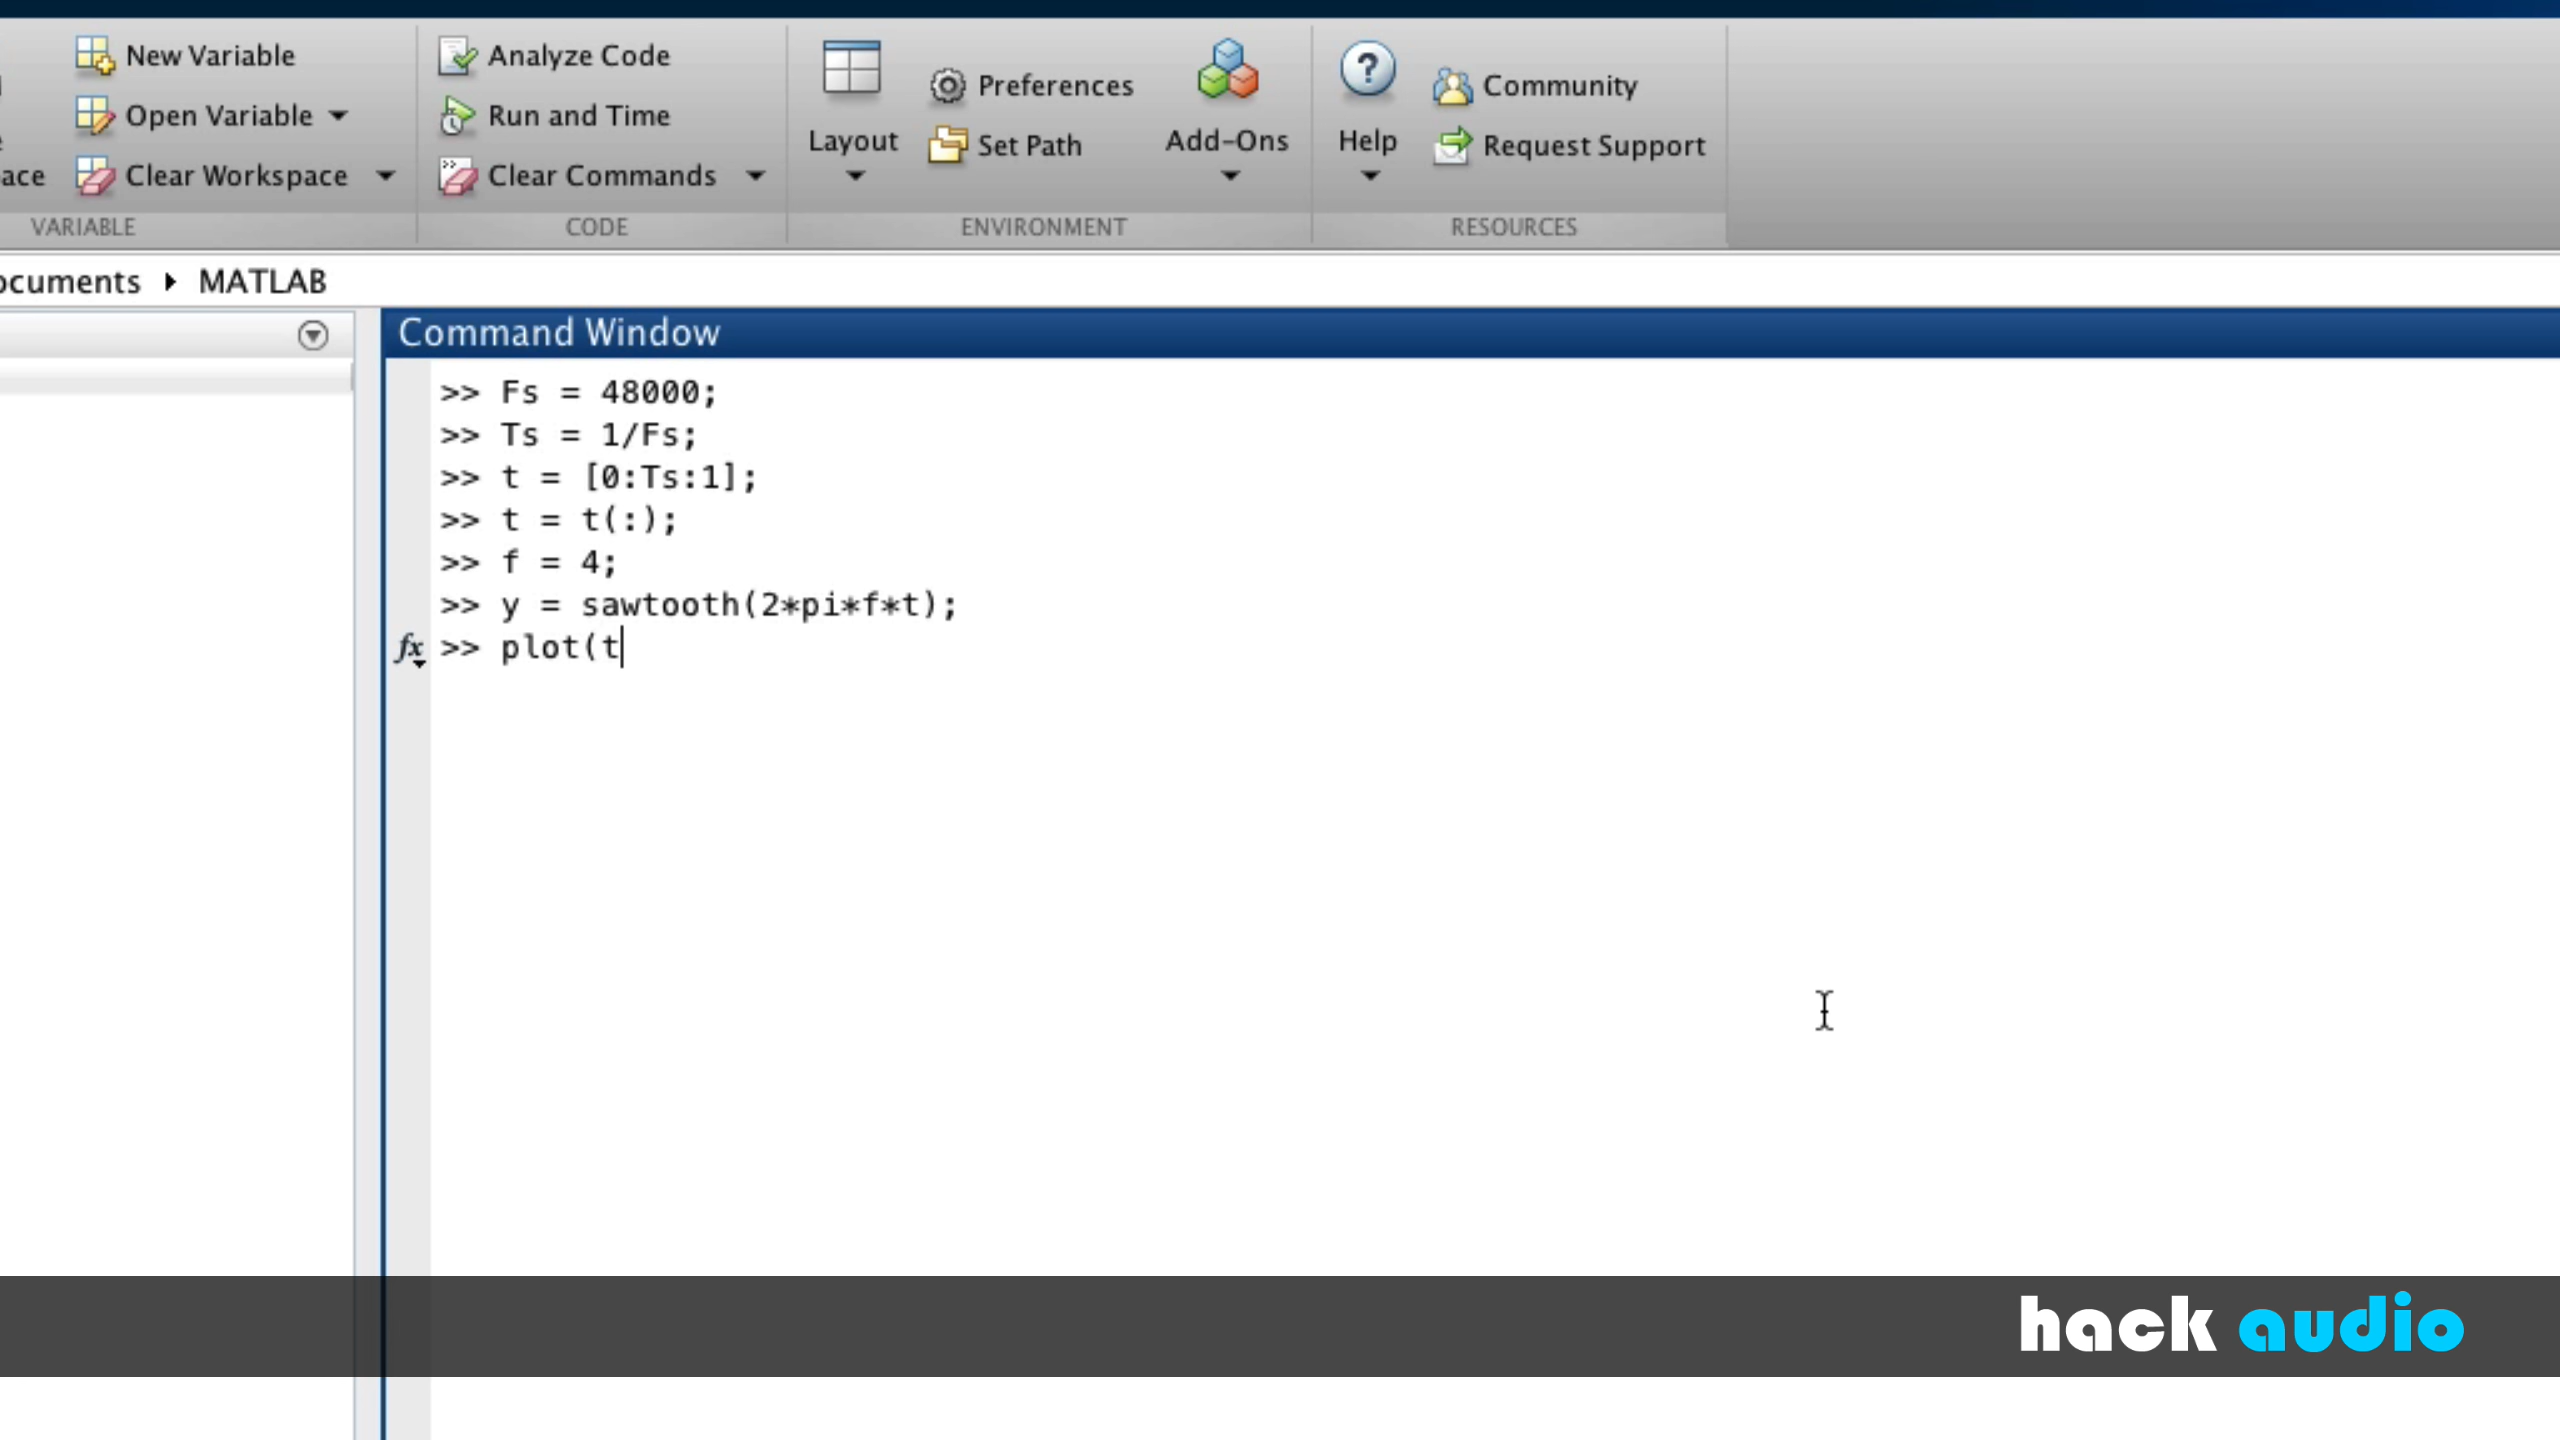 New Variable
Open Variable
Clear Workspace
VARIABLE
Analyze Code
Run and Time
Clear Commands
CODE
Layout
Preferences
Set Path
Add-Ons
ENVIRONMENT
Help
Community
Request Support
RESOURCES
MATLAB
Command Window
>> Fs = 48000;
>> Ts = 1/Fs;
>> t = [0:Ts:1];
>> t = t(:);
>> f = 4;
>> y = sawtooth(2*pi*f*t);
fx >> plot(t
hack audio